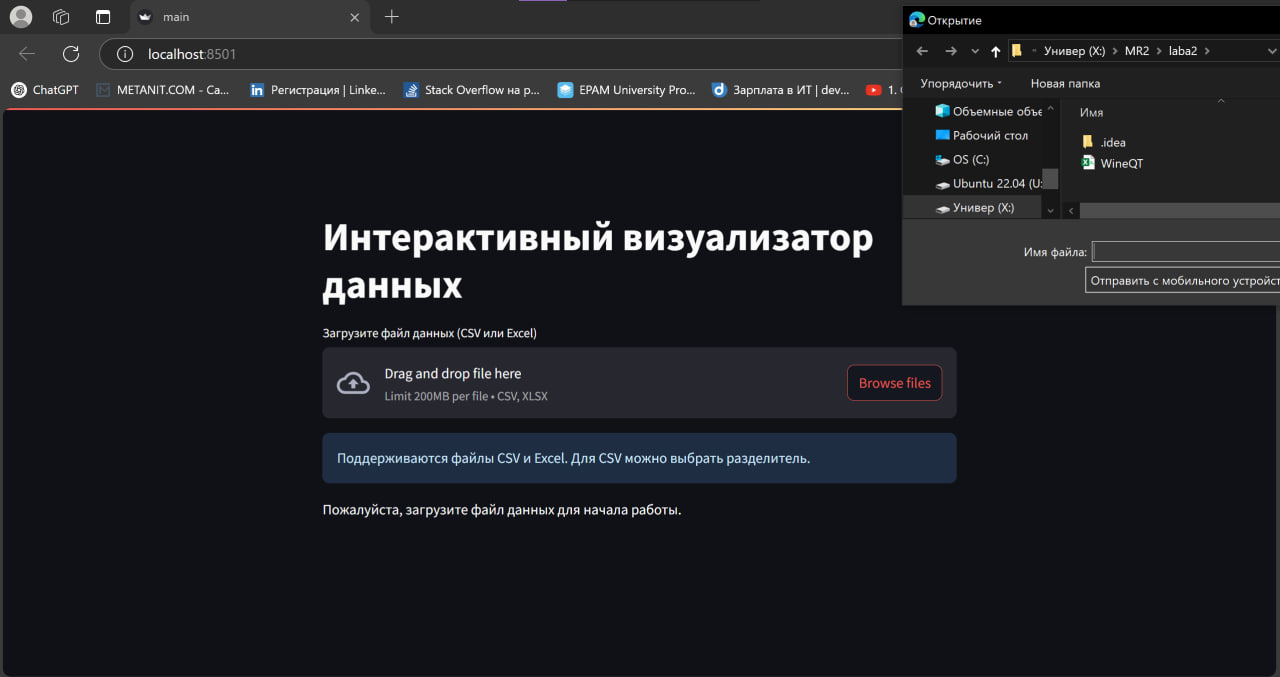 main
localhost:8501
ChatGPT
METANIT.COM - Са...
Регистрация | Linke...
Stack Overflow на р...
EPAM University Pro...
Зарплата в ИТ | dev...
1.
Открытие
Универ (X:) > MR2 > laba2 >
Упорядочить
Новая папка
Объемные объе
Рабочий стол
OS (C:)
Ubuntu 22.04 (U:
Универ (X:)
Имя
.idea
WineQT
Имя файла:
Отправить с мобильного устройст
Интерактивный визуализатор
данных
Загрузите файл данных (CSV или Excel)
Drag and drop file here
Limit 200MB per file • CSV, XLSX
Browse files
Поддерживаются файлы CSV и Excel. Для CSV можно выбрать разделитель.
Пожалуйста, загрузите файл данных для начала работы.